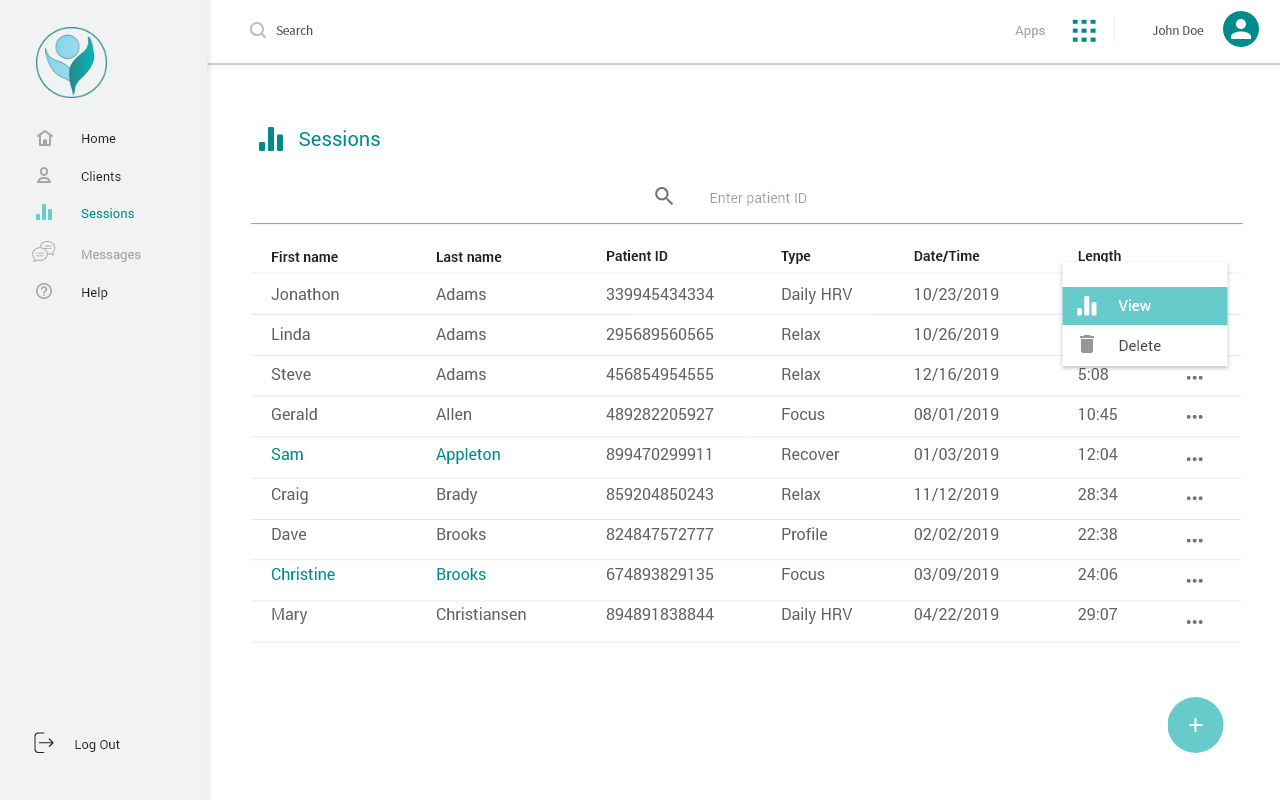 Search
Apps
John Doe
Home
Clients
Sessions
Messages
Help
Log Out
Sessions
Enter patient ID
First name Last name Patient ID Type Date/Time Length
Jonathon Adams 339945434334 Daily HRV 10/23/2019
View
Linda Adams 295689560565 Relax 10/26/2019
Delete
Steve Adams 456854954555 Relax 12/16/2019 5:08 ...
Gerald Allen 489282205927 Focus 08/01/2019 10:45 ...
Sam Appleton 899470299911 Recover 01/03/2019 12:04 ...
Craig Brady 859204850243 Relax 11/12/2019 28:34 ...
Dave Brooks 824847572777 Profile 02/02/2019 22:38 ...
Christine Brooks 674893829135 Focus 03/09/2019 24:06 ...
Mary Christiansen 894891838844 Daily HRV 04/22/2019 29:07 ...
+